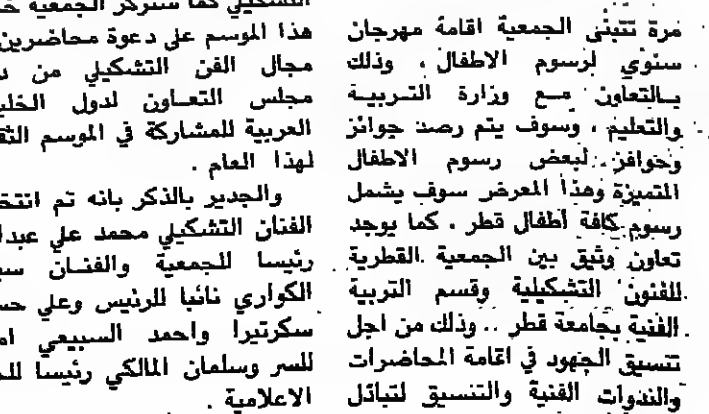 مرة تتبنى الجمعية اقامة مهرجان
سنوي لرسوم الاطفال ، وذلك
بالتعاون مع وزارة التربية
والتعليم ، وسوف يتم رصد جوائز
وحوافز لبعض رسوم الاطفال
المتميزة وهذا المعرض سوف يشمل
رسوم كافة أطفال قطر . كما يوجد
تعاون وثيق بين الجمعية القطرية
للفنون التشكيلية وقسم التربية
الفنية بجامعة قطر .. وذلك من اجل
تنسيق الجهود في اقامة المحاضرات
والندوات الفنية والتنسيق لتبادل
التشكيلي كما ستركز الجمعية
هذا الموسم على دعوة محاضرين
مجال الفن التشكيلي من
مجلس التعاون لدول
العربية للمشاركة في الموسم
لهذا العام .
والجدير بالذكر بانه تم
الفنان التشكيلي محمد علي
رئيسا للجمعية والفنان
الكواري نائبا للرئيس وعلي
سكرتيرا واحمد السبيعي
للسر وسلمان المالكي رئيسا
الاعلامية .